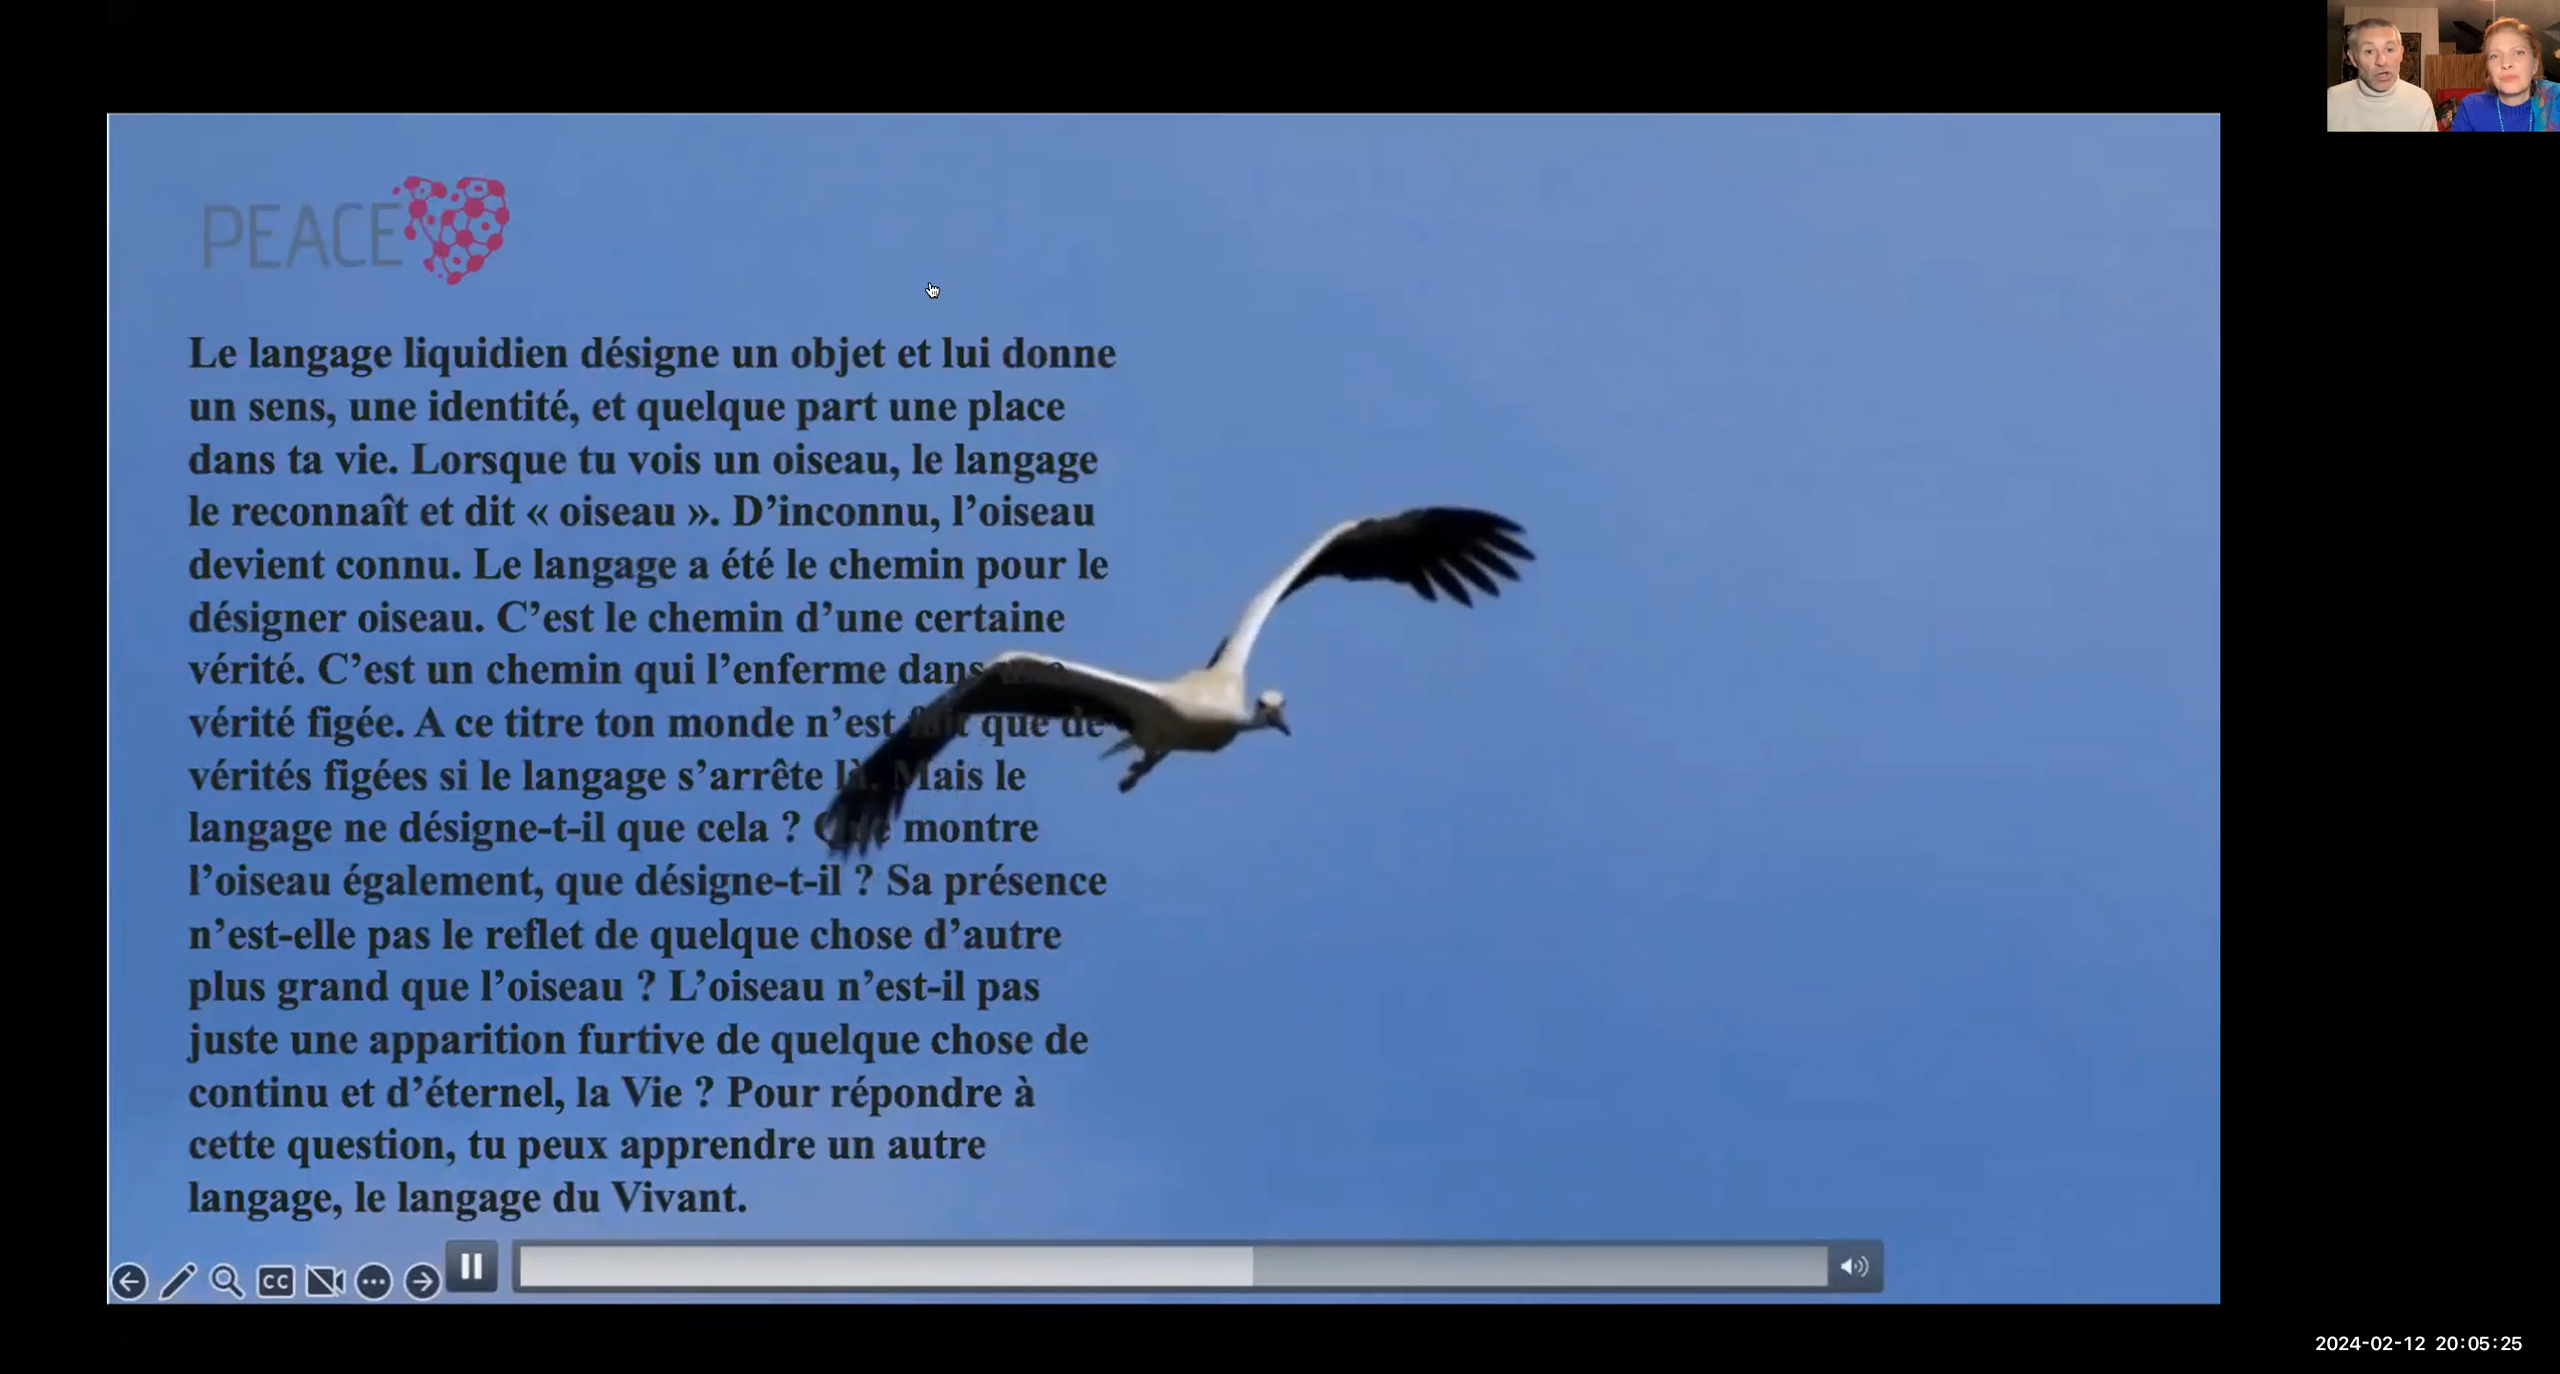 PEACE
Le langage liquidien désigne un objet et lui donne
un sens, une identité, et quelque part une place
dans ta vie. Lorsque tu vois un oiseau, le langage
le reconnaît et dit « oiseau ». D’inconnu, l’oiseau
devient connu. Le langage a été le chemin pour le
désigner oiseau. C’est le chemin d’une certaine
vérité. C’est un chemin qui l’enferme dans une
vérité figée. A ce titre ton monde n’est fait que de
vérités figées si le langage s’arrête là. Mais le
langage ne désigne-t-il que cela ? Que montre
l’oiseau également, que désigne-t-il ? Sa présence
n’est-elle pas le reflet de quelque chose d’autre
plus grand que l’oiseau ? L’oiseau n’est-il pas
juste une apparition furtive de quelque chose de
continu et d’éternel, la Vie ? Pour répondre à
cette question, tu peux apprendre un autre
langage, le langage du Vivant.
CC
2024-02-12 20:05:25